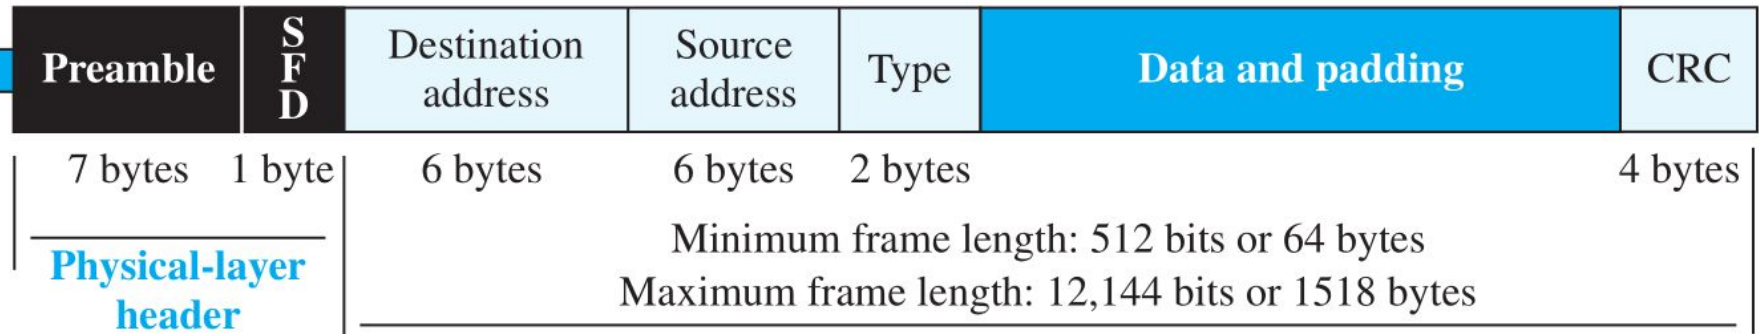 Preamble
S
F
D
Destination
address
Source
address
Type
Data and padding
CRC
7 bytes
1 byte
6 bytes
6 bytes
2 bytes
4 bytes
Minimum frame length: 512 bits or 64 bytes
Maximum frame length: 12,144 bits or 1518 bytes
Physical-layer
header